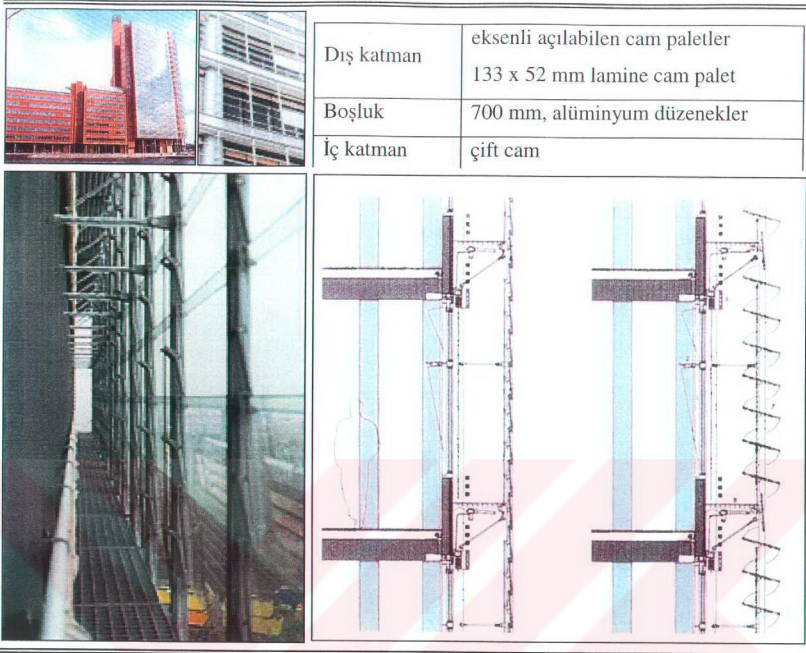 Dış katman
eksenli açılabilen cam paletler
133 x 52 mm lamine cam palet
Boşluk
700 mm, alüminyum düzenekler
İç katman
çift cam